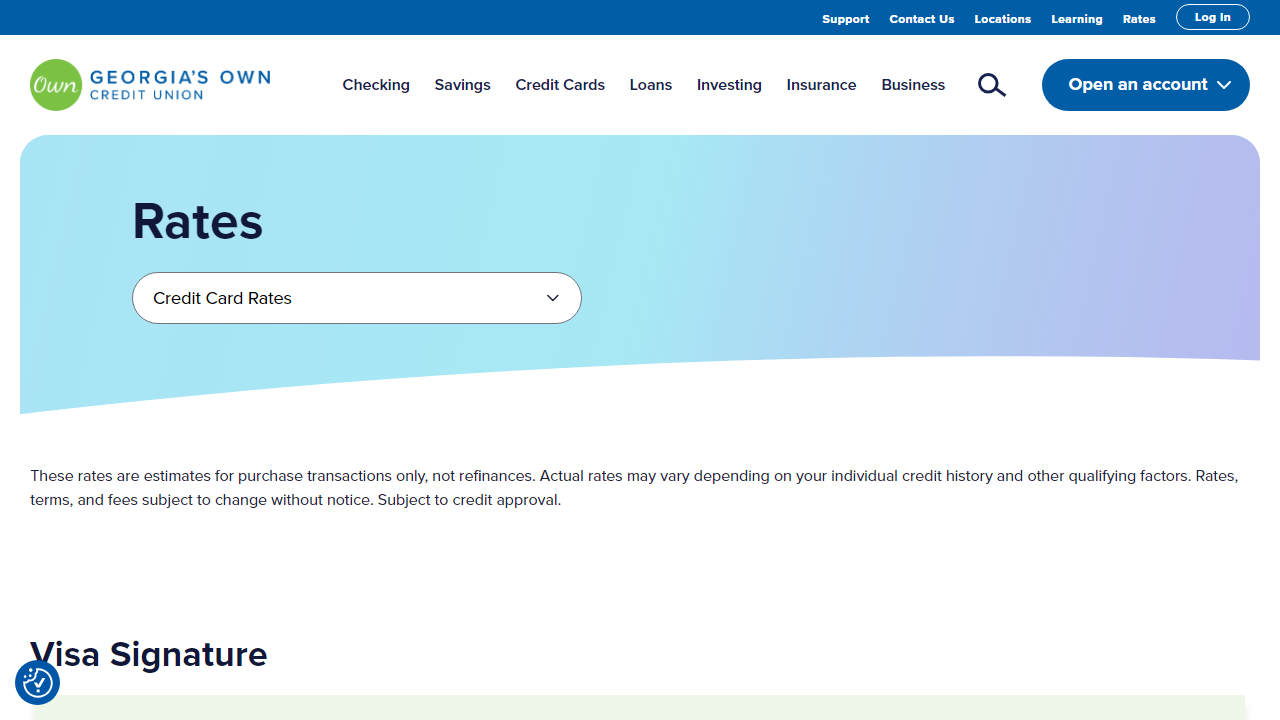 Support Contact Us Locations Learning Rates Log In
Own GEORGIA'S OWN
CREDIT UNION
Checking Savings Credit Cards Loans Investing Insurance Business Open an account
Rates
Credit Card Rates
These rates are estimates for purchase transactions only, not refinances. Actual rates may vary depending on your individual credit history and other qualifying factors. Rates,
terms, and fees subject to change without notice. Subject to credit approval.
Visa Signature